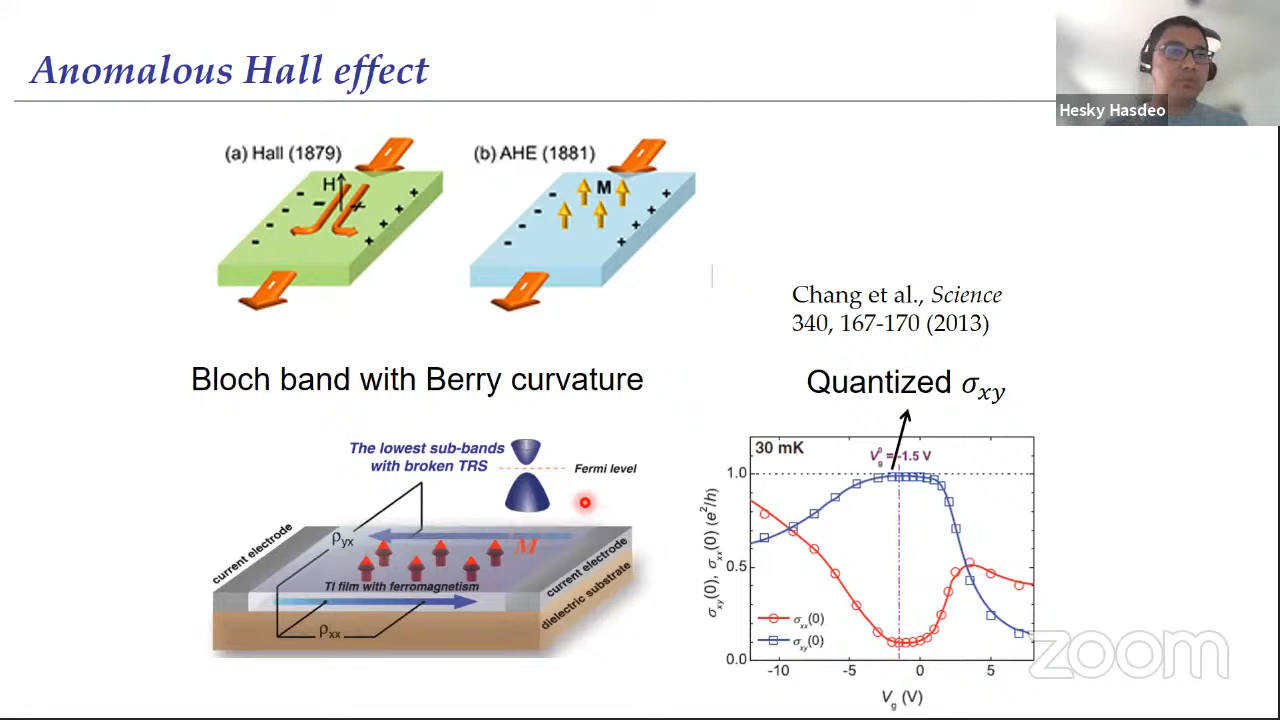 Anomalous Hall effect
Hesky Hasdeo
(a) Hall (1879)
H
(b) AHE (1881)
M
Chang et al., Science
340, 167-170 (2013)
Bloch band with Berry curvature
Quantized σxy
The lowest sub-bands
with broken TRS
Fermi level
current electrode
ρyx
M
TI film with ferromagnetism
ρxx
current electrode
dielectric substrate
30 mK
Vg⁰ = -1.5 V
1.0
0.5
0.0
σxy(0), σxx(0) (e²/h)
σxx(0)
σxy(0)
-10 -5 0 5
Vg (V)
zoom